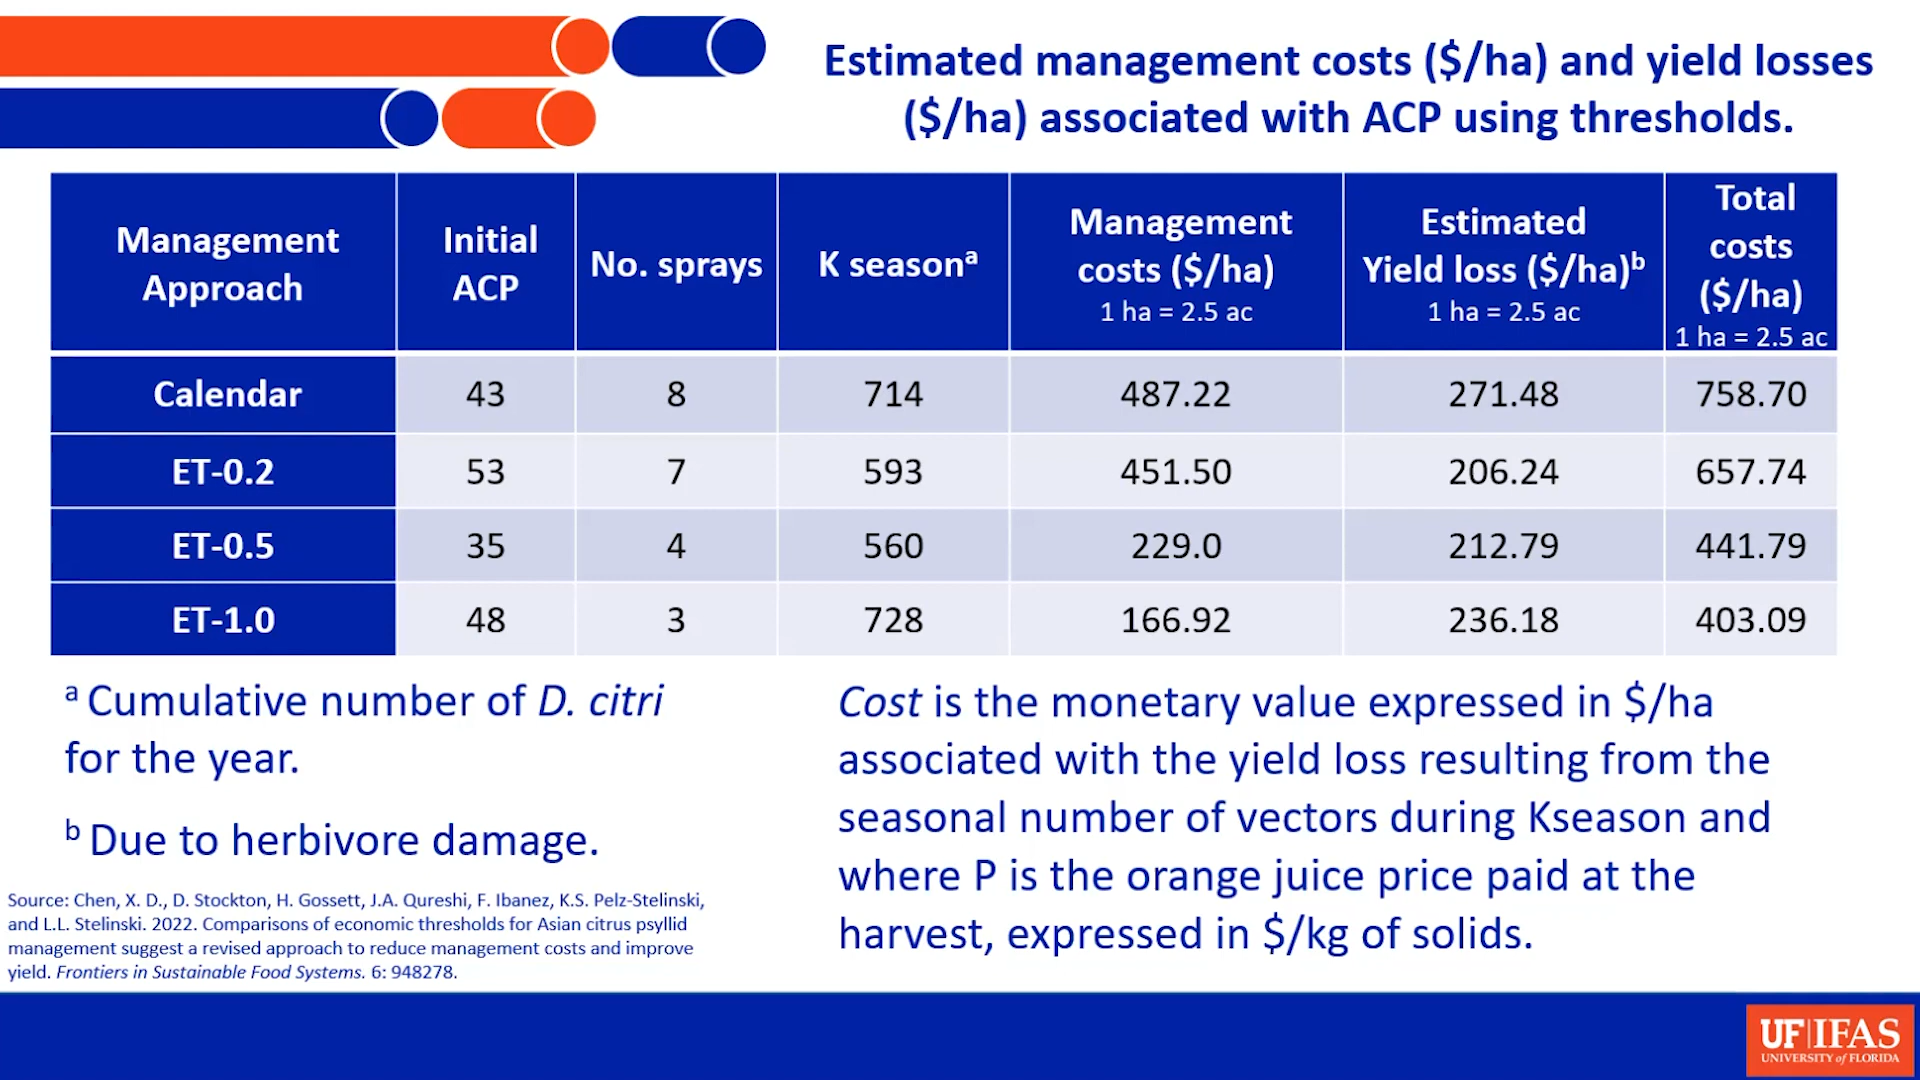 Estimated management costs ($/ha) and yield losses
($/ha) associated with ACP using thresholds.
Management
Approach
Initial
ACP
No. sprays
K seasonᵃ
Management
costs ($/ha)
1 ha = 2.5 ac
Estimated
Yield loss ($/ha)ᵇ
1 ha = 2.5 ac
Total
costs
($/ha)
1 ha = 2.5 ac
Calendar 43 8 714 487.22 271.48 758.70
ET-0.2 53 7 593 451.50 206.24 657.74
ET-0.5 35 4 560 229.0 212.79 441.79
ET-1.0 48 3 728 166.92 236.18 403.09
ᵃ Cumulative number of D. citri
for the year.
ᵇ Due to herbivore damage.
Source: Chen, X. D., D. Stockton, H. Gossett, J.A. Qureshi, F. Ibanez, K.S. Pelz-Stelinski,
and L.L. Stelinski. 2022. Comparisons of economic thresholds for Asian citrus psyllid
management suggest a revised approach to reduce management costs and improve
yield. Frontiers in Sustainable Food Systems. 6: 948278.
Cost is the monetary value expressed in $/ha
associated with the yield loss resulting from the
seasonal number of vectors during Kseason and
where P is the orange juice price paid at the
harvest, expressed in $/kg of solids.
UF|IFAS
UNIVERSITY of FLORIDA